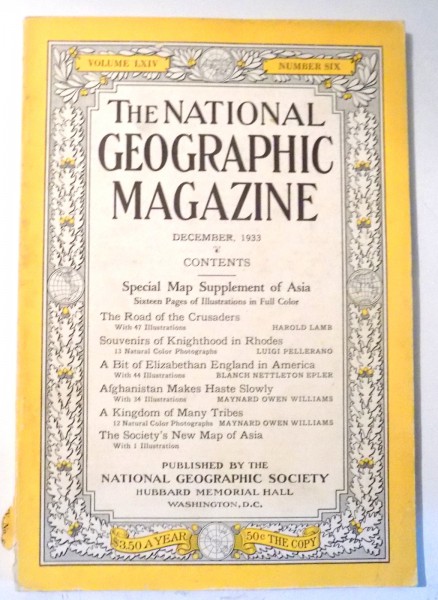 VOLUME LXIV NUMBER SIX
THE NATIONAL
GEOGRAPHIC
MAGAZINE
DECEMBER, 1933
CONTENTS
Special Map Supplement of Asia
Sixteen Pages of Illustrations in Full Color
The Road of the Crusaders
With 47 Illustrations HAROLD LAMB
Souvenirs of Knighthood in Rhodes
13 Natural Color Photographs LUIGI PELLERANO
A Bit of Elizabethan England in America
With 44 Illustrations BLANCH NETTLETON EPLER
Afghanistan Makes Haste Slowly
With 34 Illustrations MAYNARD OWEN WILLIAMS
A Kingdom of Many Tribes
12 Natural Color Photographs MAYNARD OWEN WILLIAMS
The Society's New Map of Asia
With 1 Illustration
PUBLISHED BY THE
NATIONAL GEOGRAPHIC SOCIETY
HUBBARD MEMORIAL HALL
WASHINGTON, D.C.
$3.50 A YEAR 50¢ THE COPY